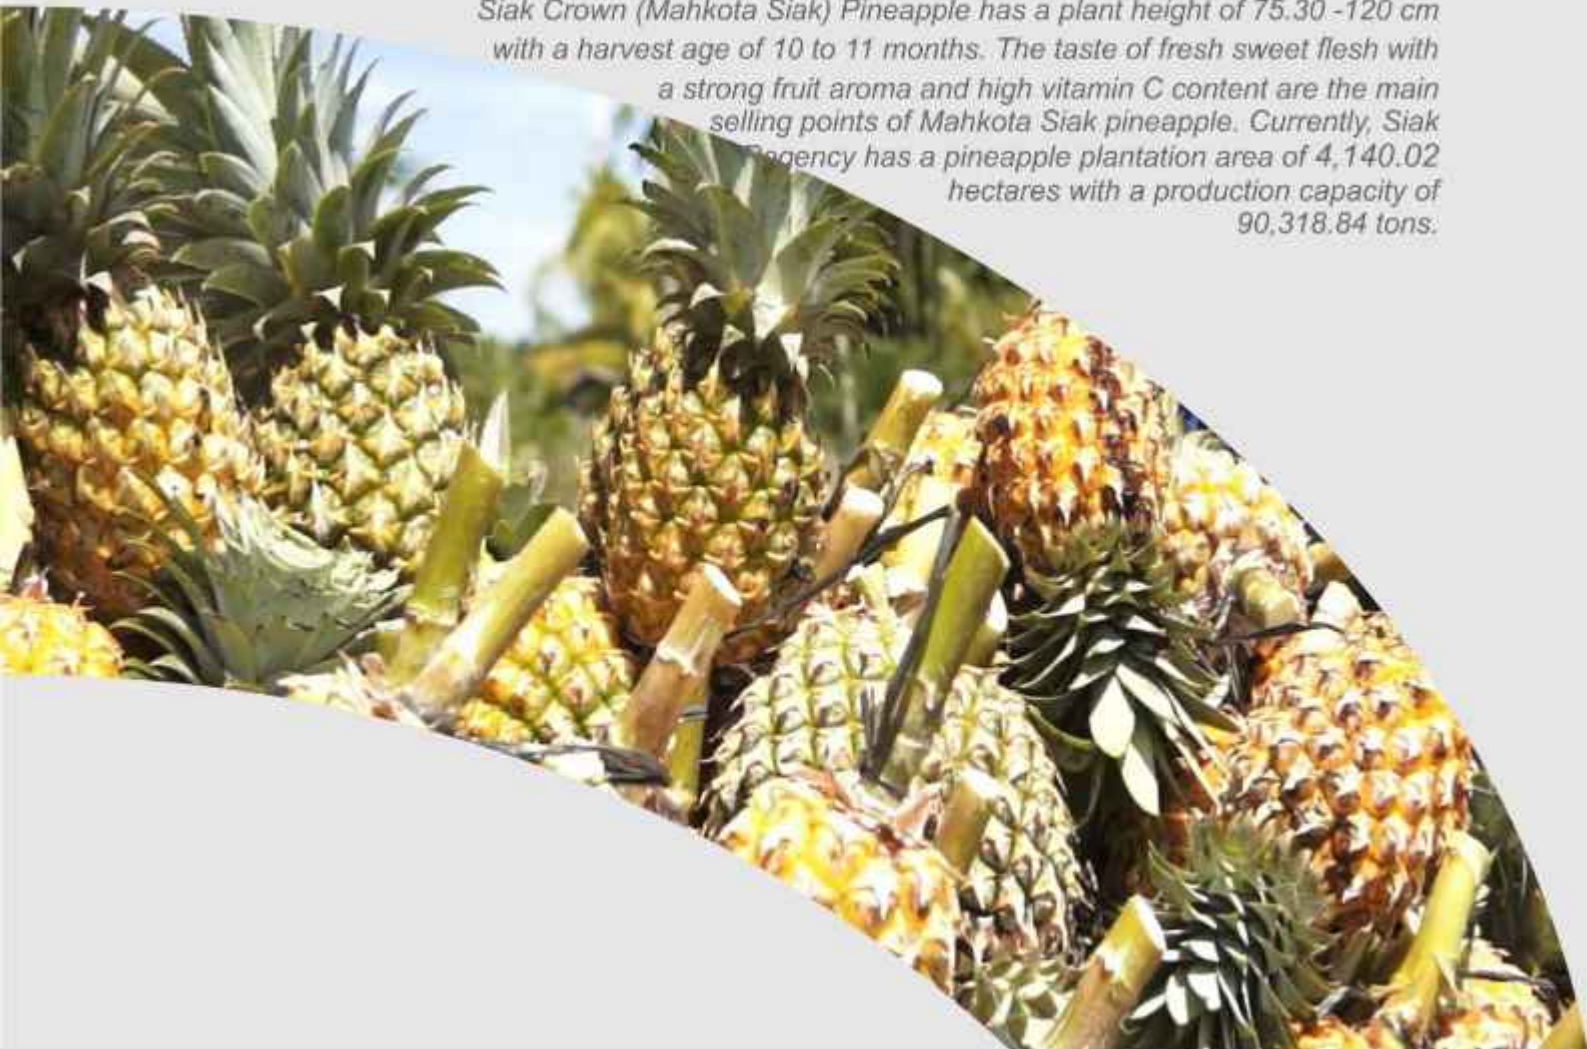 Siak Crown (Mahkota Siak) Pineapple has a plant height of 75.30 -120 cm
with a harvest age of 10 to 11 months. The taste of fresh sweet flesh with
a strong fruit aroma and high vitamin C content are the main
selling points of Mahkota Siak pineapple. Currently, Siak
Regency has a pineapple plantation area of 4,140.02
hectares with a production capacity of
90,318.84 tons.